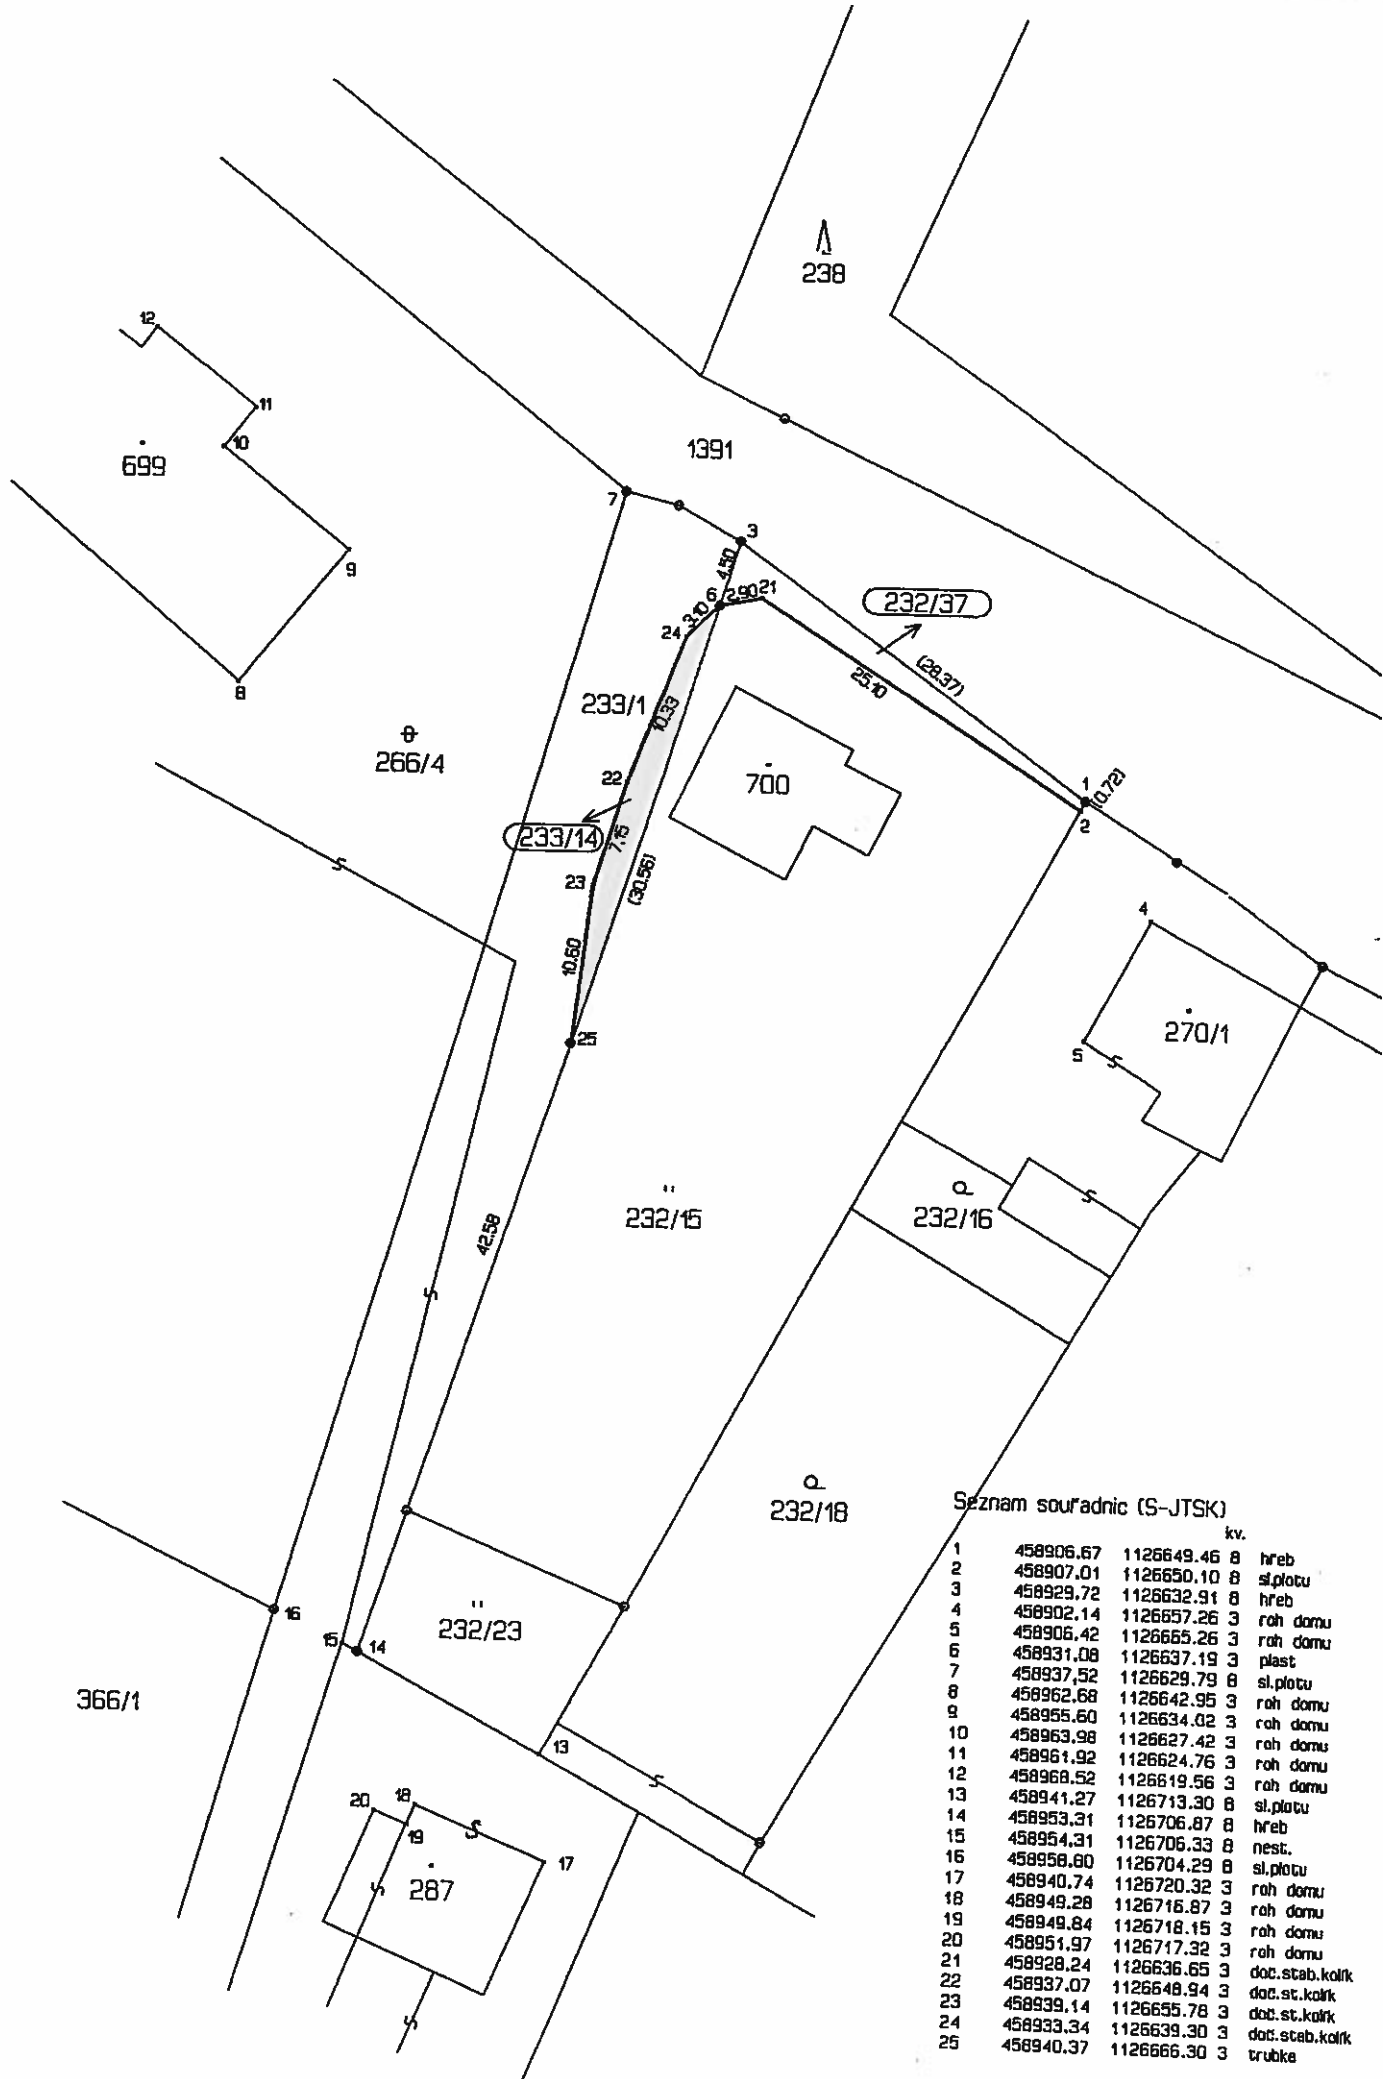 238
12
11
10
699
1391
7
3
9
4.50
6
2.90
21
232/37
3.10
24
8
(28.37)
25.10
233/1
10.33
266/4
22
700
1
(0.72)
2
233/14
7.15
(30.56)
23
4
10.60
25
270/1
5
232/15
232/16
42.58
232/18
16
15
14
232/23
366/1
13
20
18
19
17
287
Seznam souřadnic (S-JTSK)
kv.
1 458906.67 1126649.46 8 hřeb
2 458907.01 1126650.10 8 sl.plotu
3 458929.72 1126632.91 8 hřeb
4 458902.14 1126657.26 3 roh domu
5 458906.42 1126665.26 3 roh domu
6 458931.08 1126637.19 3 plast
7 458937,52 1126629.79 8 sl.plotu
8 458962.68 1126642.95 3 roh domu
9 458955.60 1126634.02 3 roh domu
10 458963.98 1126627.42 3 roh domu
11 458961.92 1126624.76 3 roh domu
12 458968.52 1126619.56 3 roh domu
13 458941.27 1126713.30 8 sl.plotu
14 458953.31 1126706.87 8 hřeb
15 458954.31 1126706.33 8 nest.
16 458958.80 1126704.29 8 sl.plotu
17 458940.74 1126720.32 3 roh domu
18 458949.28 1126716.87 3 roh domu
19 458949.84 1126718.15 3 roh domu
20 458951.97 1126717.32 3 roh domu
21 458928.24 1126636.65 3 doč.stab.kolík
22 458937.07 1126648.94 3 doč.st.kolík
23 458939.14 1126655.78 3 doč.st.kolík
24 458933.34 1126639.30 3 doč.stab.kolík
25 458940.37 1126666.30 3 trubka